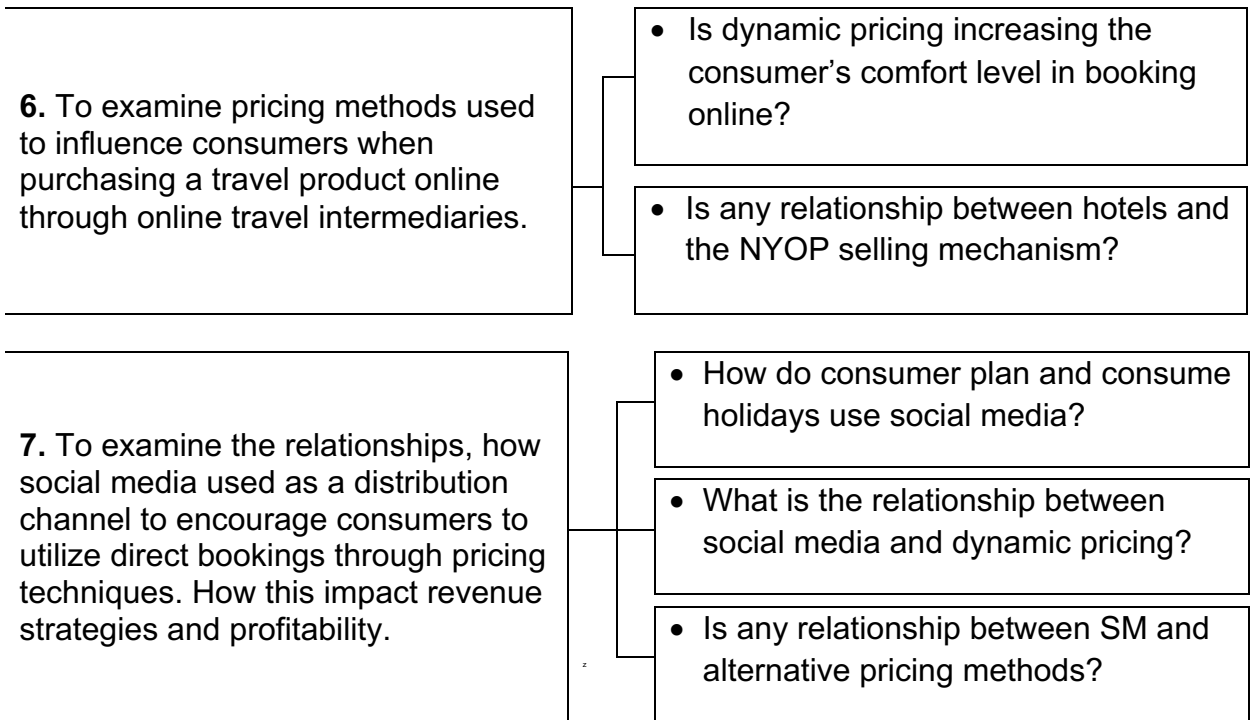 6. To examine pricing methods used
to influence consumers when
purchasing a travel product online
through online travel intermediaries.
• Is dynamic pricing increasing the
consumer’s comfort level in booking
online?
• Is any relationship between hotels and
the NYOP selling mechanism?
7. To examine the relationships, how
social media used as a distribution
channel to encourage consumers to
utilize direct bookings through pricing
techniques. How this impact revenue
strategies and profitability.
• How do consumer plan and consume
holidays use social media?
• What is the relationship between
social media and dynamic pricing?
• Is any relationship between SM and
alternative pricing methods?
z